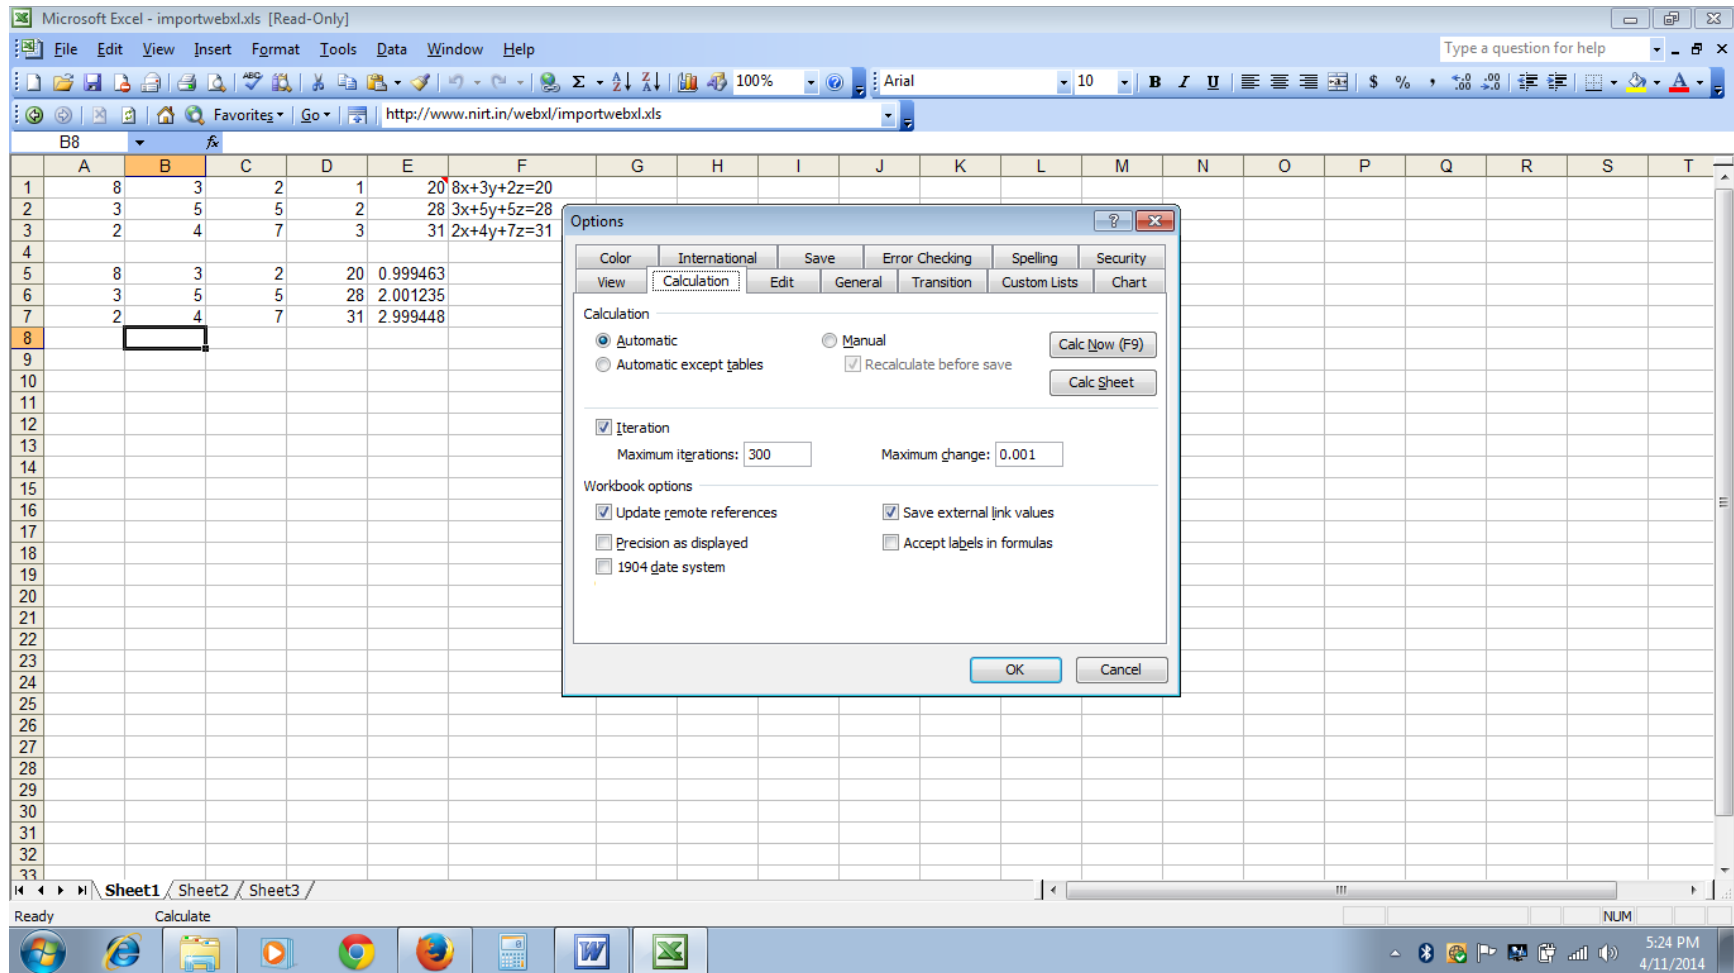 Microsoft Excel - importwebxl.xls [Read-Only]
File Edit View Insert Format Tools Data Window Help Type a question for help
100% Arial 10 B I U $ % ,
Favorites Go http://www.nirt.in/webxl/importwebxl.xls
B8 fx
A B C D E F G H I J K L M N O P Q R S T
1 8 3 2 1 20 8x+3y+2z=20
2 3 5 5 2 28 3x+5y+5z=28
3 2 4 7 3 31 2x+4y+7z=31
4
5 8 3 2 20 0.999463
6 3 5 5 28 2.001235
7 2 4 7 31 2.999448
8
9
10
11
12
13
14
15
16
17
18
19
20
21
22
23
24
25
26
27
28
29
30
31
32
33
Options
Color International Save Error Checking Spelling Security
View Calculation Edit General Transition Custom Lists Chart
Calculation
Automatic Manual Calc Now (F9)
Automatic except tables Recalculate before save
Calc Sheet
Iteration
Maximum iterations: 300 Maximum change: 0.001
Workbook options
Update remote references Save external link values
Precision as displayed Accept labels in formulas
1904 date system
OK Cancel
Sheet1 Sheet2 Sheet3
Ready Calculate NUM
5:24 PM
4/11/2014